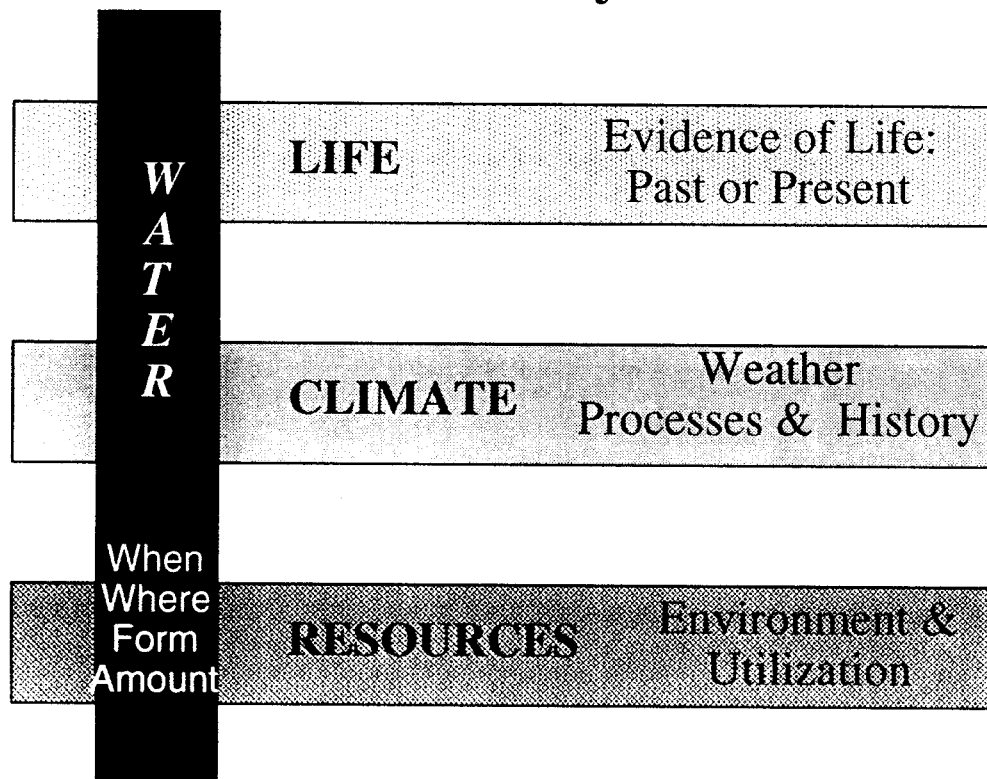 W
A
T
E
R
When
Where
Form
Amount
LIFE
Evidence of Life:
Past or Present
CLIMATE
Weather
Processes & History
RESOURCES
Environment &
Utilization